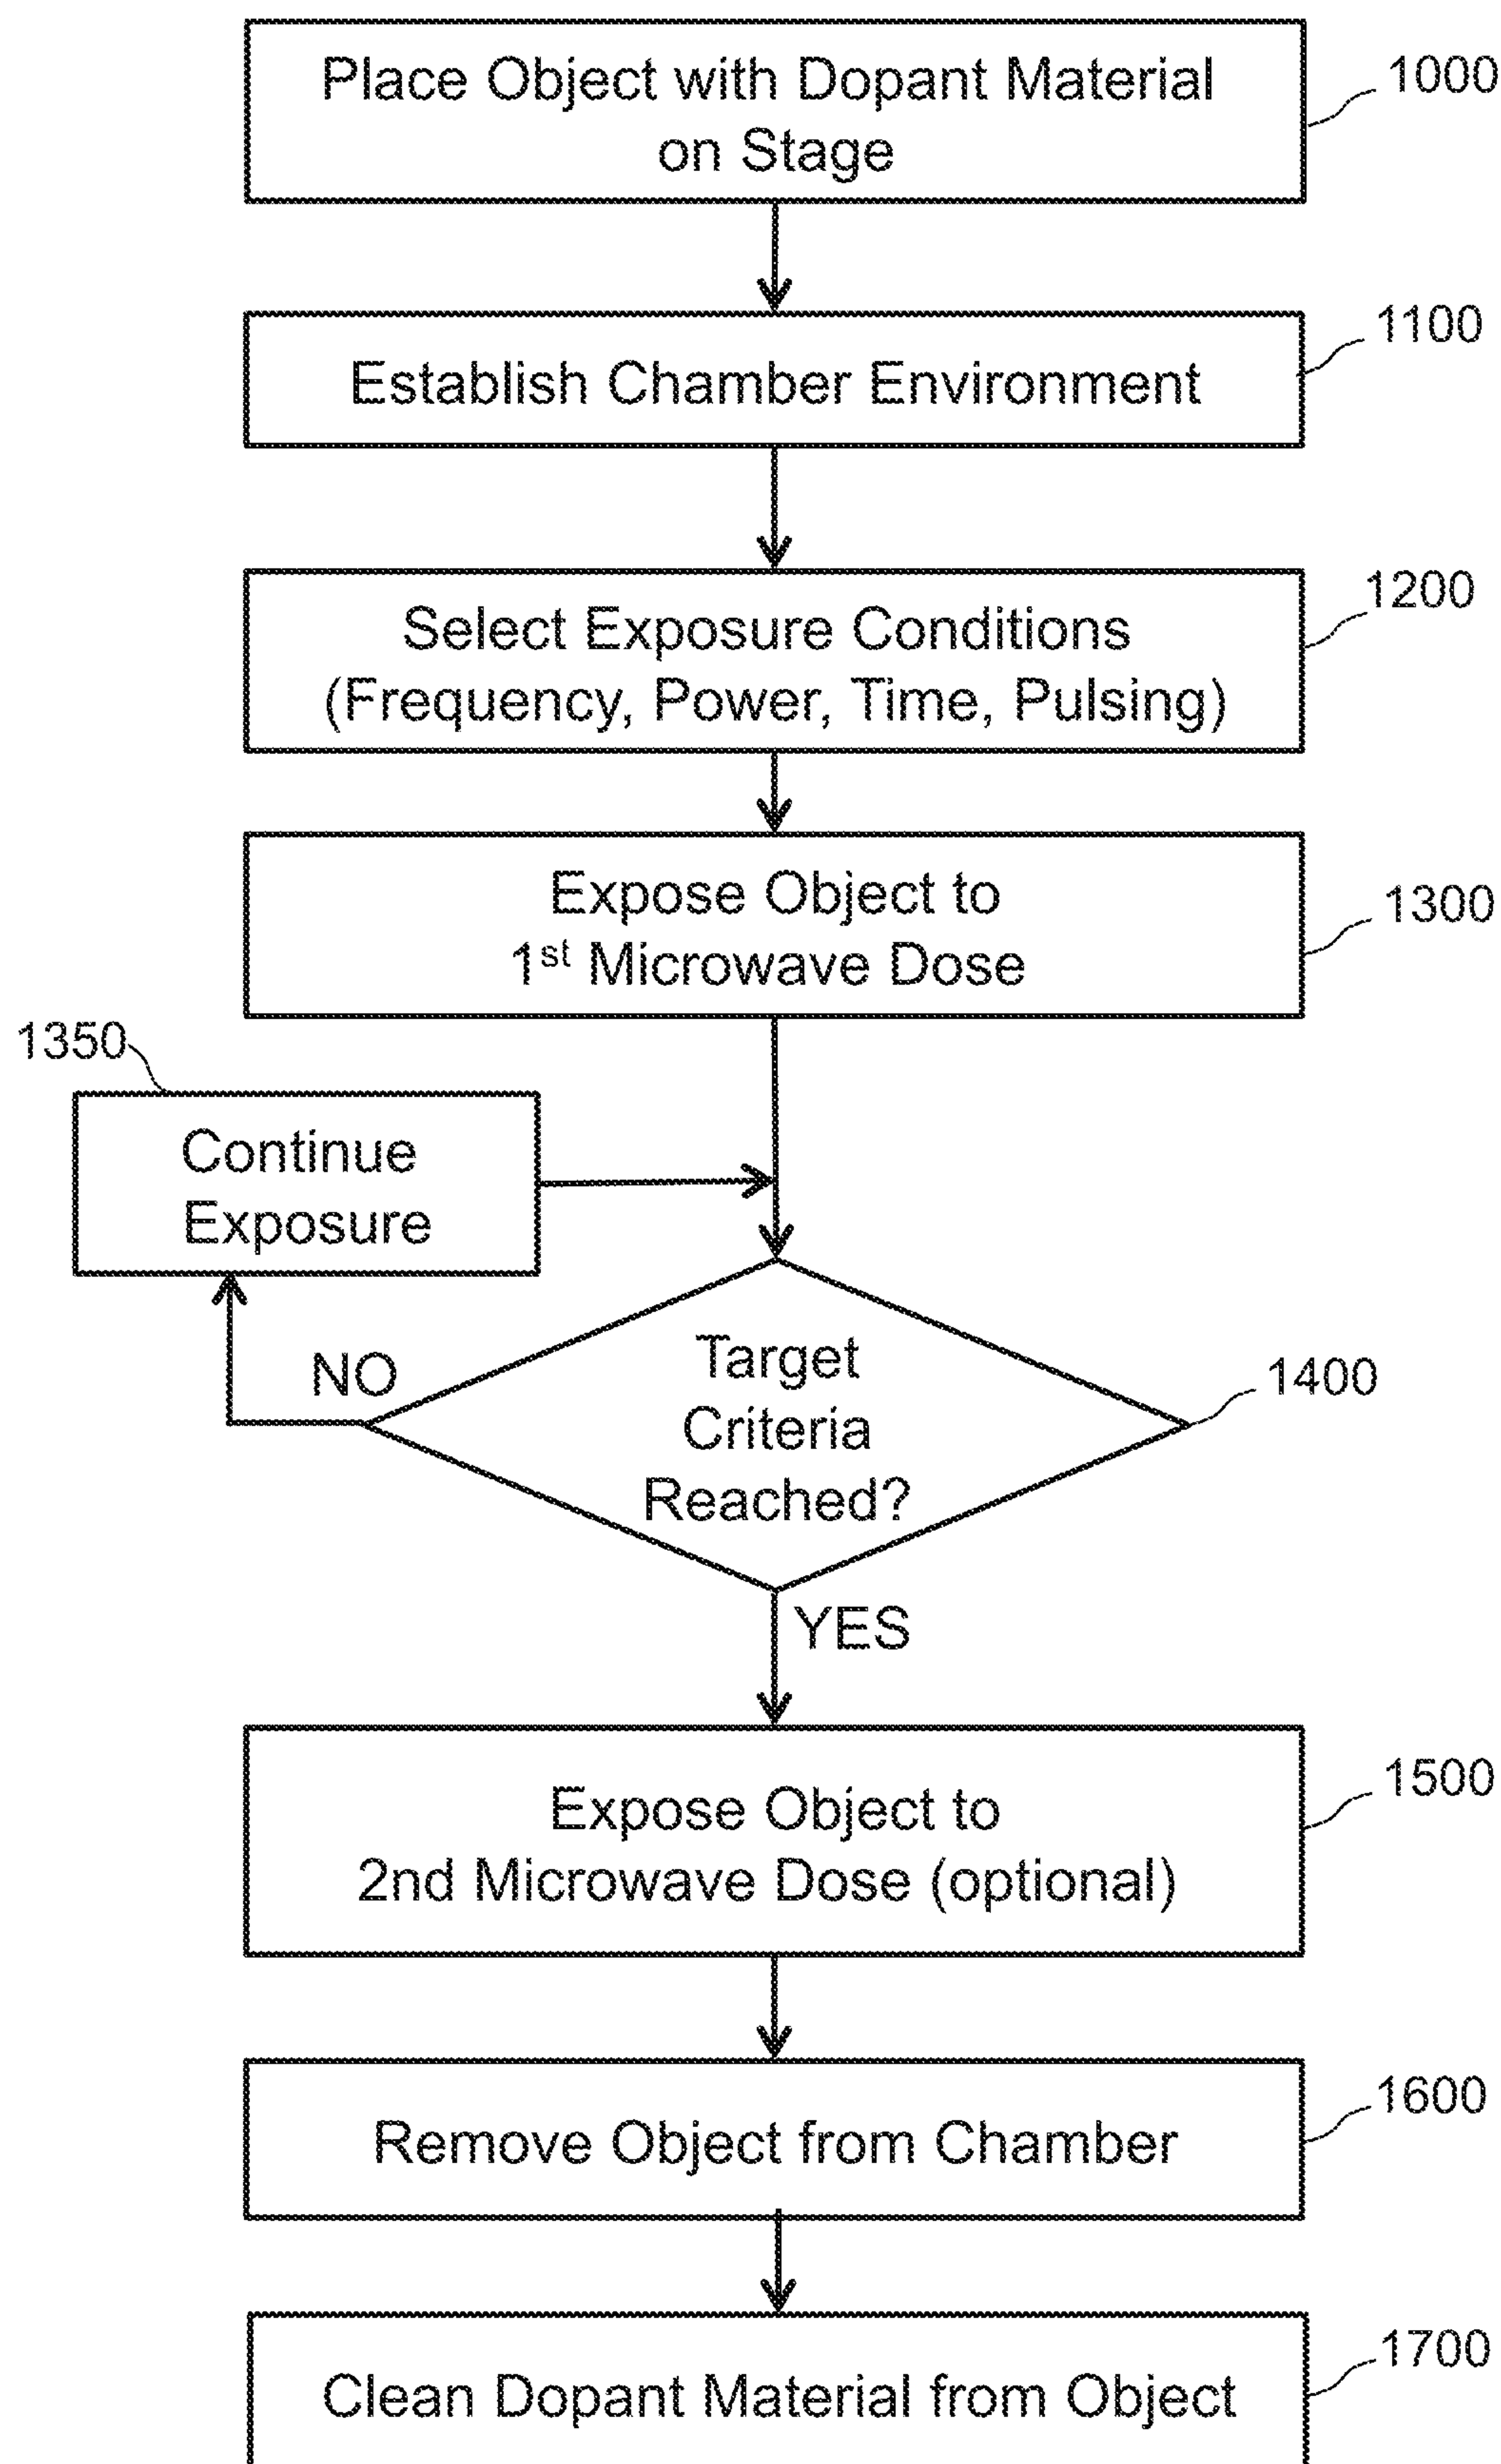 Place Object with Dopant Material
on Stage
1000
Establish Chamber Environment
1100
Select Exposure Conditions
(Frequency, Power, Time, Pulsing)
1200
Expose Object to
1st Microwave Dose
1300
1350
Continue
Exposure
NO
Target
Criteria
Reached?
1400
YES
Expose Object to
2nd Microwave Dose (optional)
1500
Remove Object from Chamber
1600
Clean Dopant Material from Object
1700